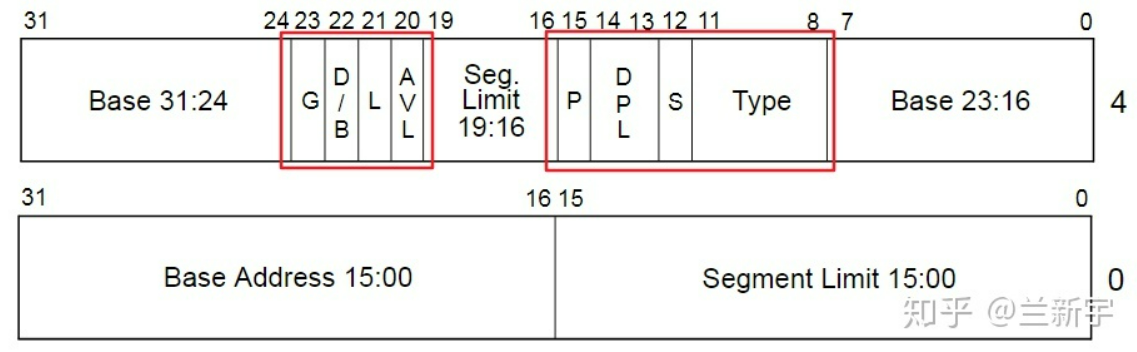 31 24 23 22 21 20 19 16 15 14 13 12 11 8 7 0
Base 31:24 G D/B L AVL Seg. Limit 19:16 P DPL S Type Base 23:16 4
31 16 15 0
Base Address 15:00 Segment Limit 15:00 0
知乎 @兰新宇